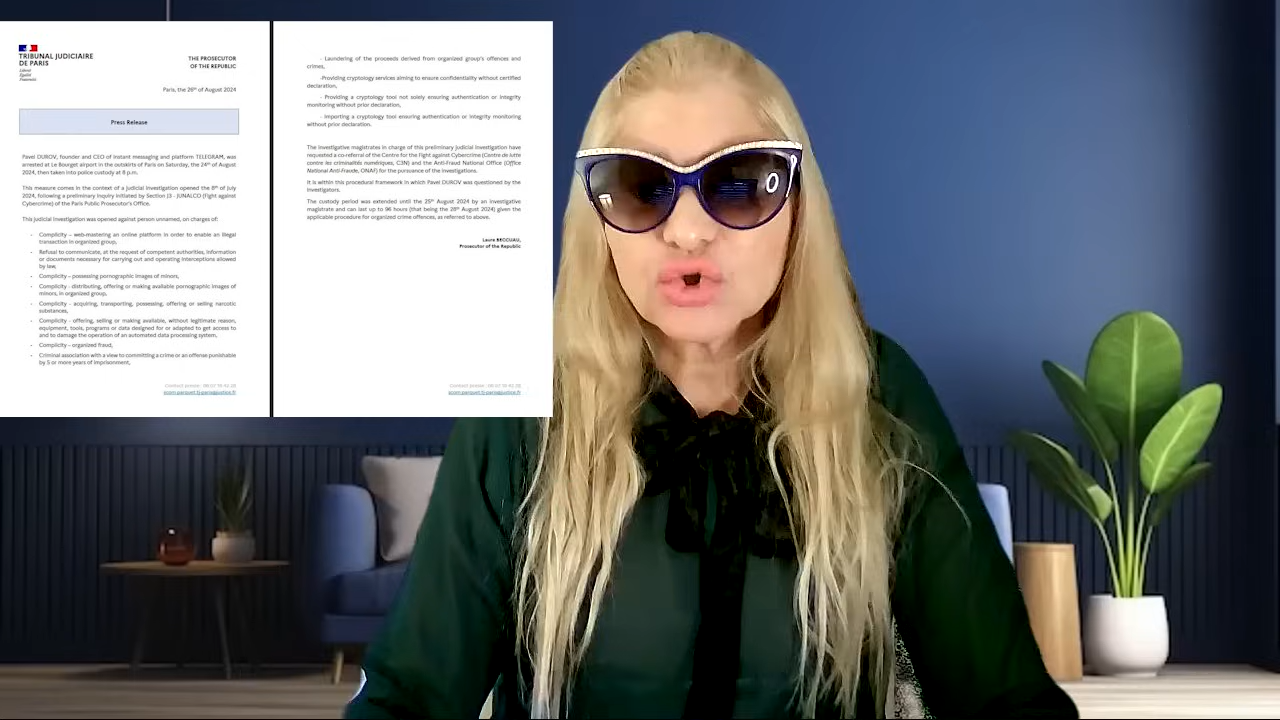 TRIBUNAL JUDICIAIRE
DE PARIS
Liberté
Égalité
Fraternité
THE PROSECUTOR
OF THE REPUBLIC
Paris, the 26th of August 2024
Press Release
Pavel DUROV, founder and CEO of instant messaging and platform TELEGRAM, was
arrested at Le Bourget airport in the outskirts of Paris on Saturday, the 24th of August
2024, then taken into police custody at 8 p.m.
This measure comes in the context of a judicial investigation opened the 8th of July
2024, following a preliminary inquiry initiated by Section J3 - JUNALCO (Fight against
Cybercrime) of the Paris Public Prosecutor's Office.
This judicial investigation was opened against person unnamed, on charges of:
- Complicity – web-mastering an online platform in order to enable an illegal
transaction in organized group,
- Refusal to communicate, at the request of competent authorities, information
or documents necessary for carrying out and operating interceptions allowed
by law,
- Complicity – possessing pornographic images of minors,
- Complicity - distributing, offering or making available pornographic images of
minors, in organized group,
- Complicity - acquiring, transporting, possessing, offering or selling narcotic
substances,
- Complicity - offering, selling or making available, without legitimate reason,
equipment, tools, programs or data designed for or adapted to get access to
and to damage the operation of an automated data processing system,
- Complicity – organized fraud,
- Criminal association with a view to committing a crime or an offense punishable
by 5 or more years of imprisonment,
scom.parquet.tj-paris@justice.fr
- Laundering of the proceeds derived from organized group's offences and
crimes,
-Providing cryptology services aiming to ensure confidentiality without certified
declaration,
- Providing a cryptology tool not solely ensuring authentication or integrity
monitoring without prior declaration,
- Importing a cryptology tool ensuring authentication or integrity monitoring
without prior declaration.
The investigative magistrates in charge of this preliminary judicial investigation have
requested a co-referral of the Centre for the Fight against Cybercrime (Centre de lutte
contre les criminalités numériques, C3N) and the Anti-Fraud National Office (Office
National Anti-Fraude, ONAF) for the pursuance of the investigations.
It is within this procedural framework in which Pavel DUROV was questioned by the
investigators.
The custody period was extended until the 25th August 2024 by an investigative
magistrate and can last up to 96 hours (that being the 28th August 2024) given the
applicable procedure for organized crime offences, as referred to above.
Laure BECCUAU,
Prosecutor of the Republic
scom.parquet.tj-paris@justice.fr